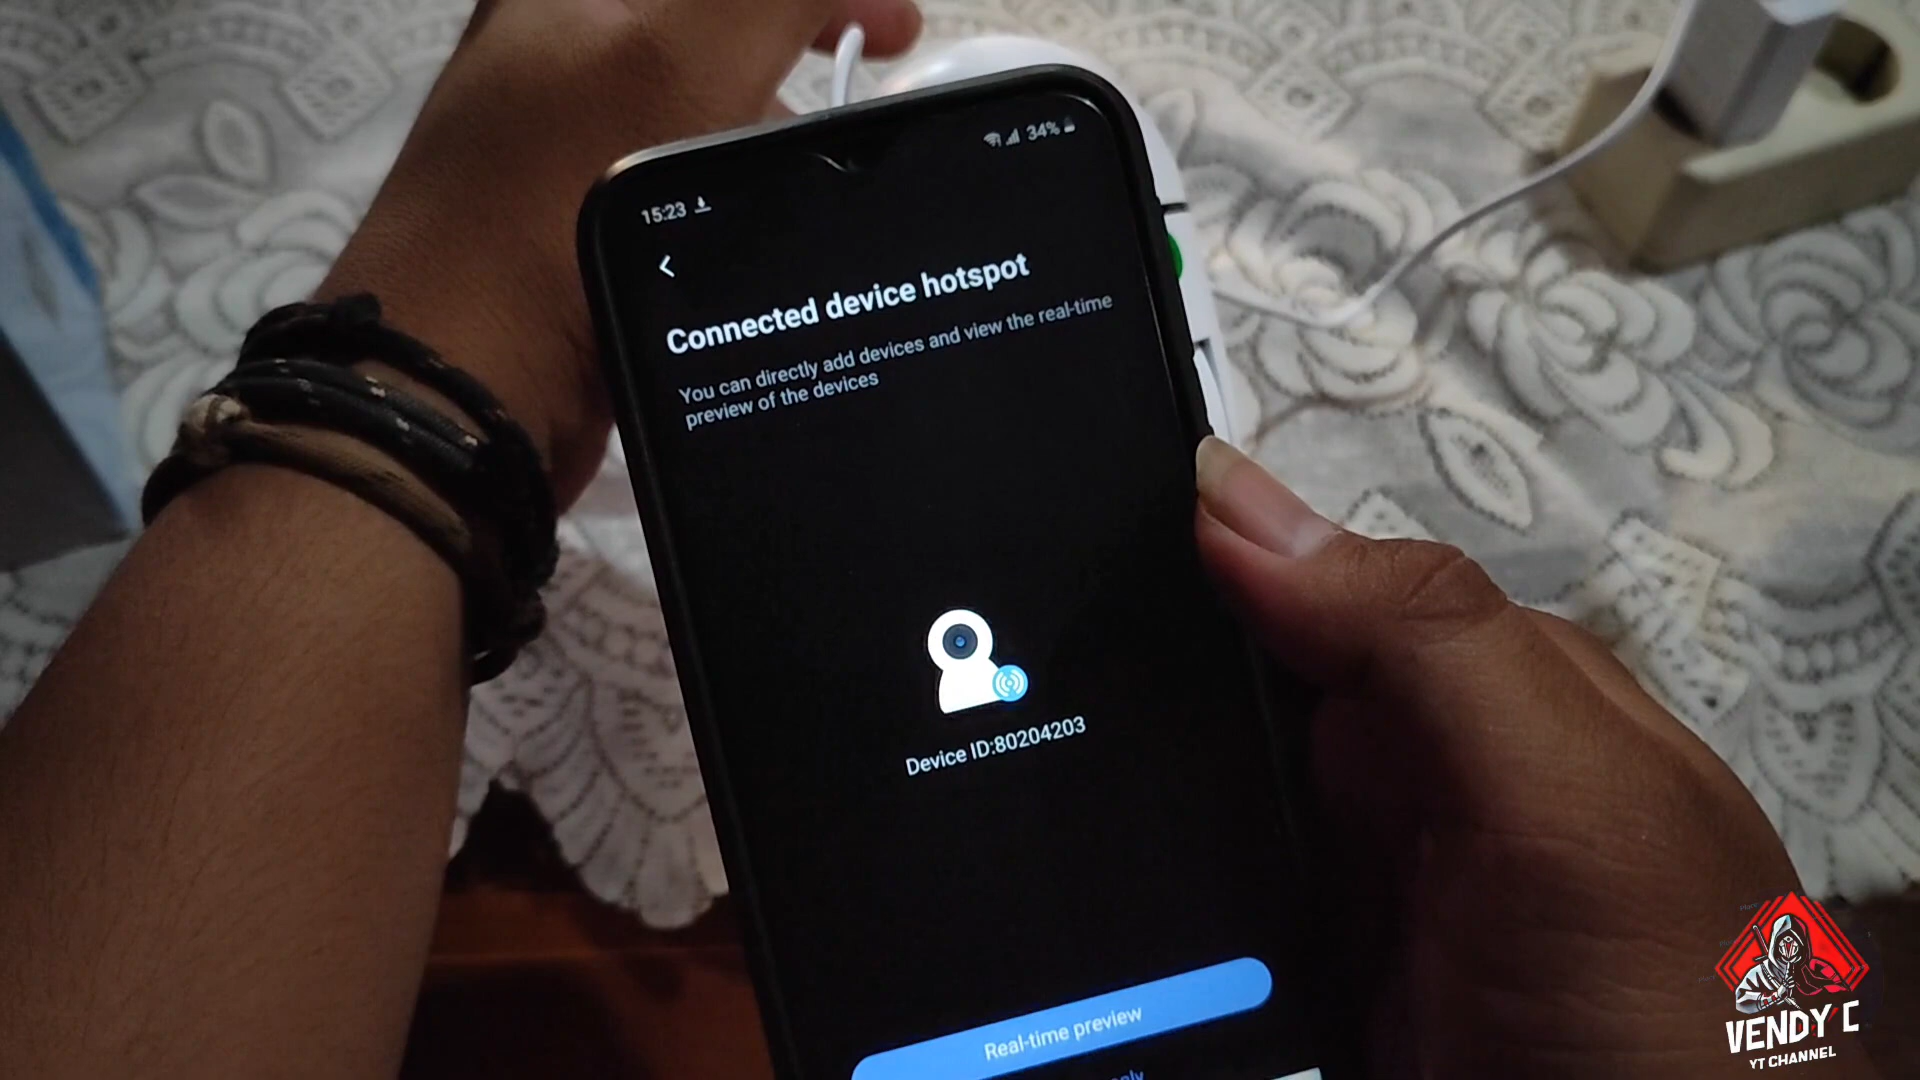 15:23
34%
Connected device hotspot
You can directly add devices and view the real-time
preview of the devices
Device ID:80204203
Real-time preview
VENDY C
YT CHANNEL